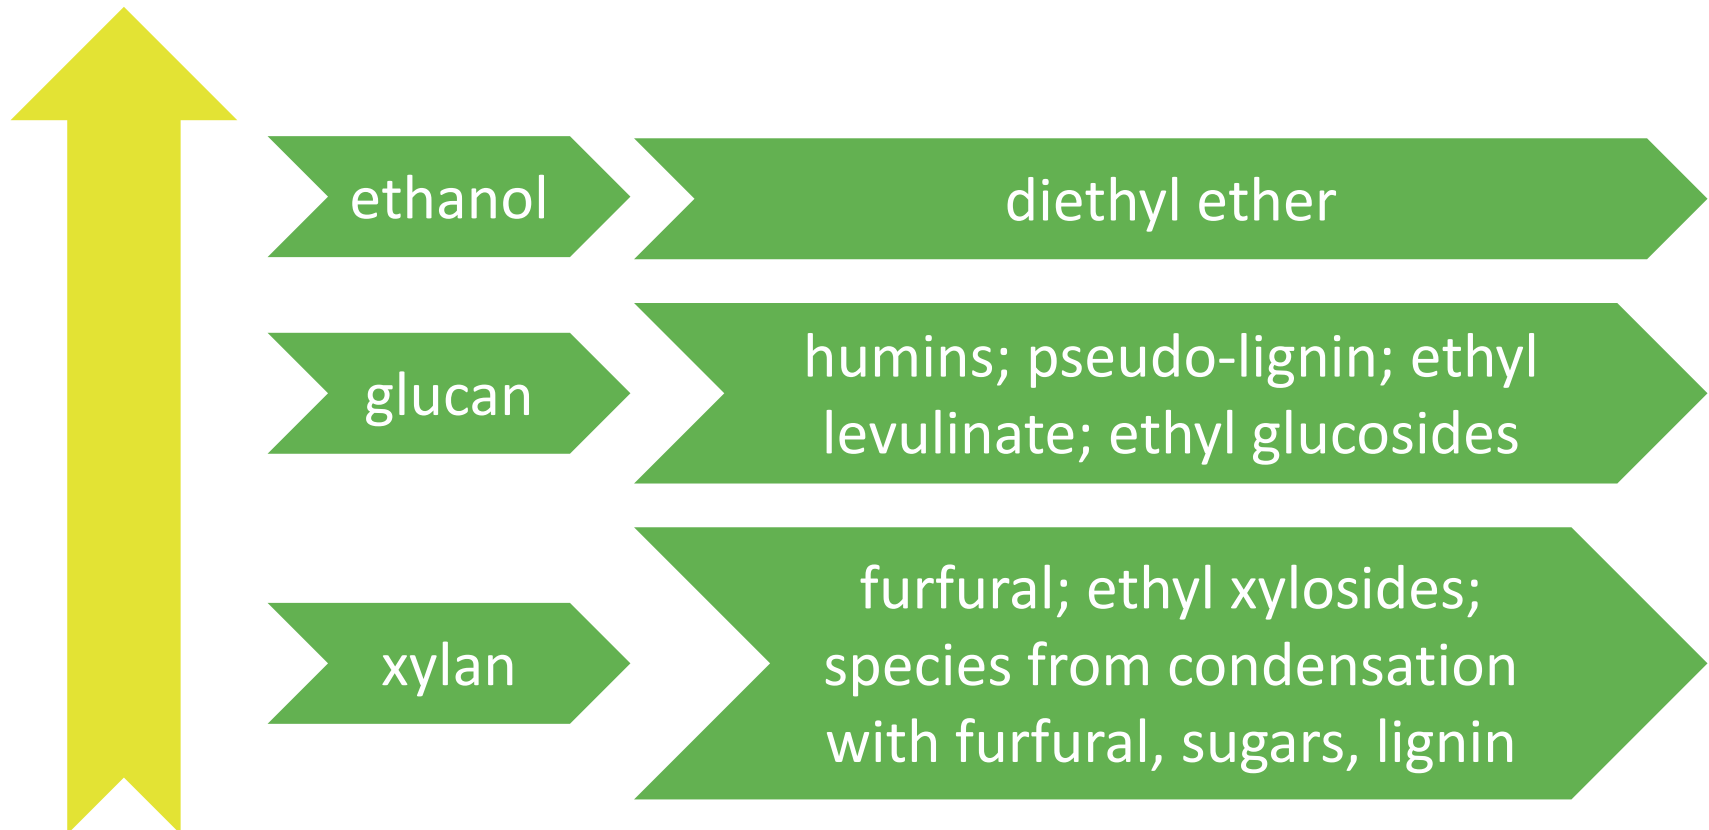 ethanol
diethyl ether
glucan
humins; pseudo-lignin; ethyl
levulinate; ethyl glucosides
xylan
furfural; ethyl xylosides;
species from condensation
with furfural, sugars, lignin